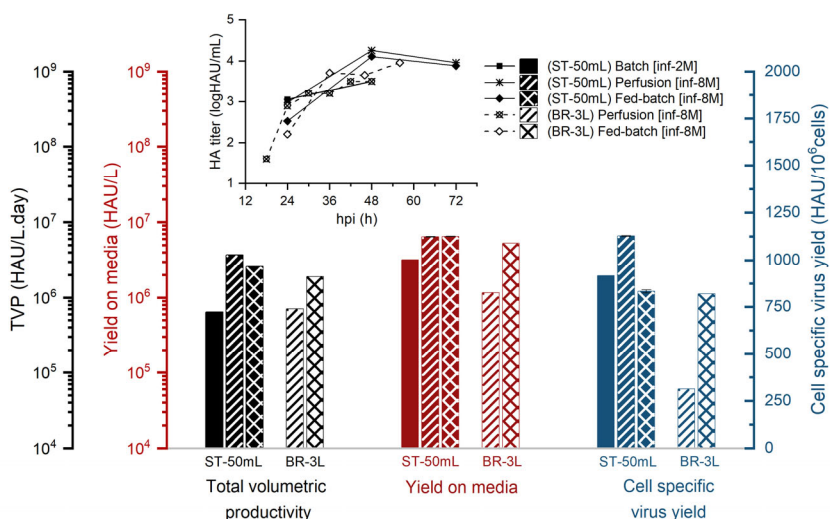 TVP (HAU/L.day)
10⁹
10⁸
10⁷
10⁶
10⁵
10⁴
Yield on media (HAU/L)
10⁹
10⁸
10⁷
10⁶
10⁵
10⁴
HA titer (logHAU/mL)
5
4
3
2
1
12 24 36 48 60 72
hpi (h)
(ST-50mL) Batch [inf-2M]
(ST-50mL) Perfusion [inf-8M]
(ST-50mL) Fed-batch [inf-8M]
(BR-3L) Perfusion [inf-8M]
(BR-3L) Fed-batch [inf-8M]
2000
1750
1500
1250
1000
750
500
250
0
Cell specific virus yield (HAU/10⁶cells)
ST-50mL BR-3L ST-50mL BR-3L ST-50mL BR-3L
Total volumetric
productivity
Yield on media
Cell specific
virus yield